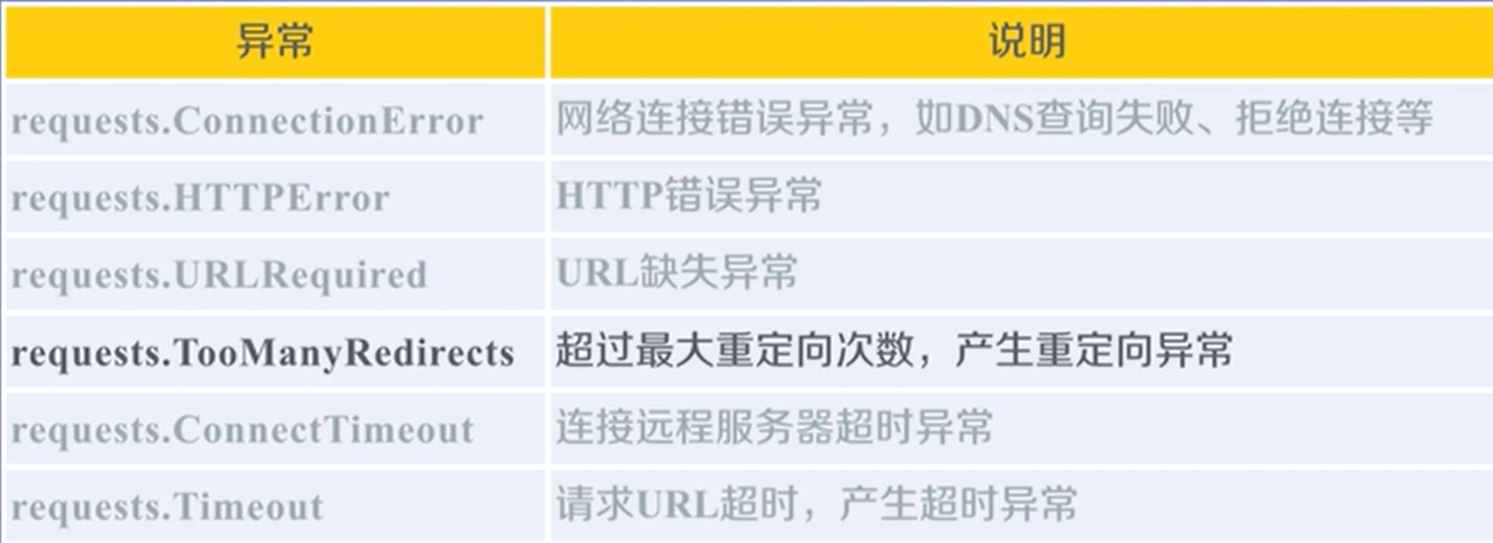 异常 说明
requests.ConnectionError 网络连接错误异常，如DNS查询失败、拒绝连接等
requests.HTTPError HTTP错误异常
requests.URLRequired URL缺失异常
requests.TooManyRedirects 超过最大重定向次数，产生重定向异常
requests.ConnectTimeout 连接远程服务器超时异常
requests.Timeout 请求URL超时，产生超时异常